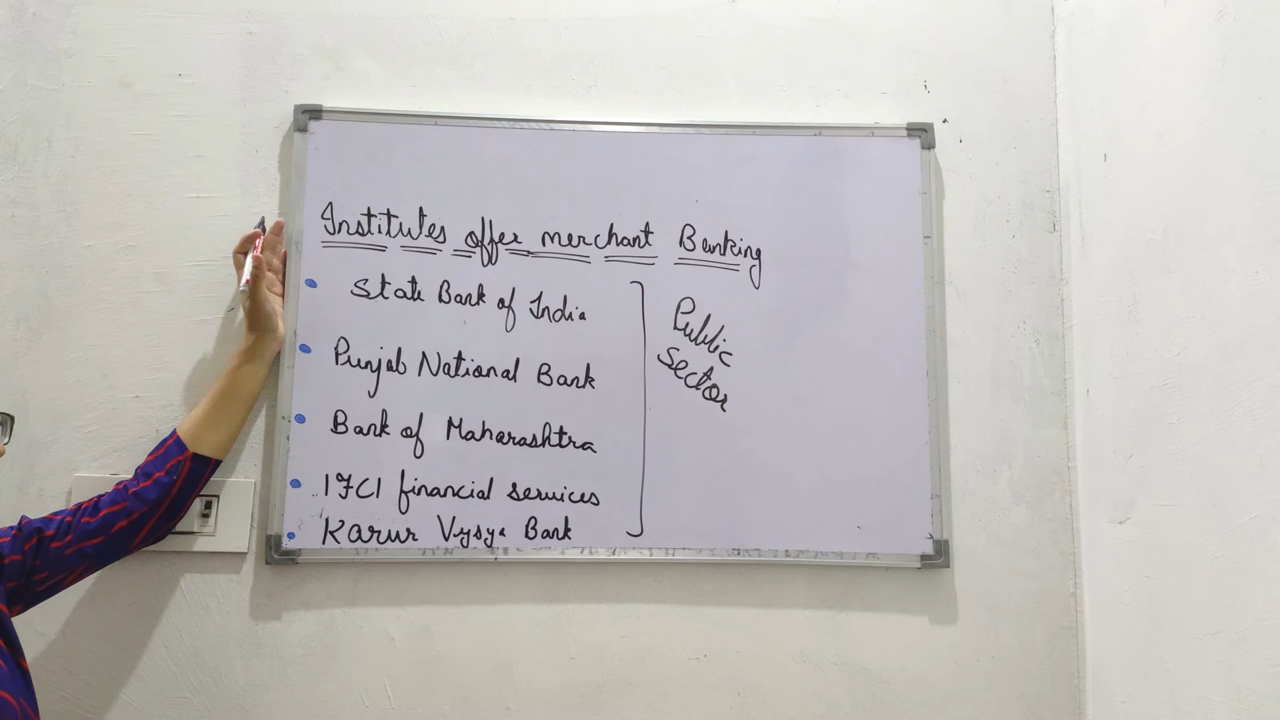 Institutes offer merchant Banking
State Bank of India
Punjab National Bank
Bank of Maharashtra
IFCI financial services
Karur Vysya Bank
Public
Sector